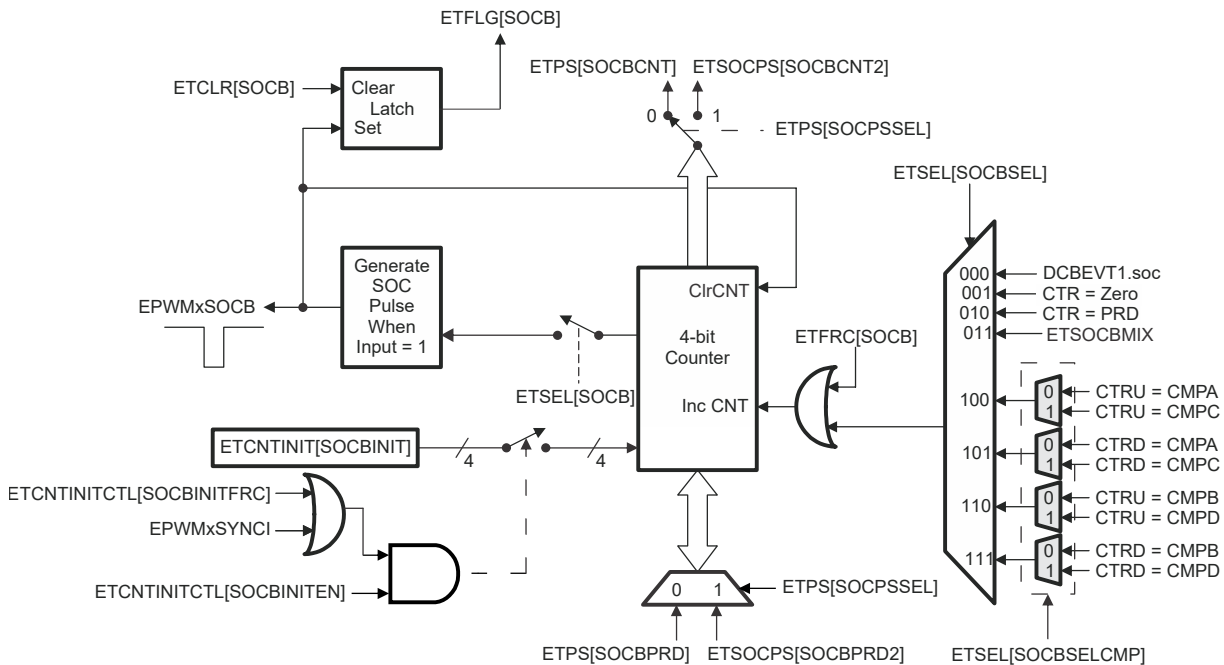 ETFLG[SOCB]
ETCLR[SOCB]
Clear
Latch
Set
ETPS[SOCBCNT]
ETSOCPS[SOCBCNT2]
0
1
ETPS[SOCPSSEL]
ETSEL[SOCBSEL]
Generate
SOC
Pulse
When
Input = 1
EPWMxSOCB
ETSEL[SOCB]
ClrCNT
4-bit
Counter
Inc CNT
ETFRC[SOCB]
000
DCBEVT1.soc
001
CTR = Zero
010
CTR = PRD
011
ETSOCBMIX
100
0
CTRU = CMPA
1
CTRU = CMPC
101
0
CTRD = CMPA
1
CTRD = CMPC
110
0
CTRU = CMPB
1
CTRU = CMPD
111
0
CTRD = CMPB
1
CTRD = CMPD
ETSEL[SOCBSELCMP]
ETCNTINIT[SOCBINIT]
4
4
ETCNTINITCTL[SOCBINITFRC]
EPWMxSYNCI
ETCNTINITCTL[SOCBINITEN]
0
1
ETPS[SOCPSSEL]
ETPS[SOCBPRD]
ETSOCPS[SOCBPRD2]